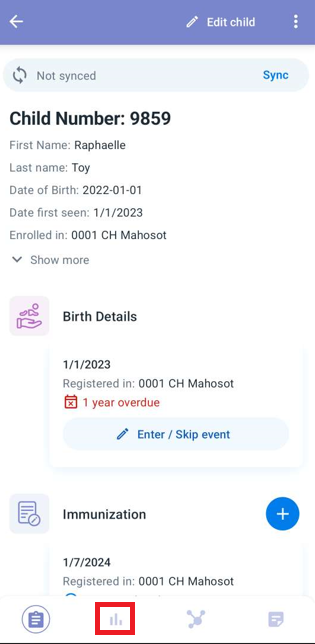 Edit child
Not synced
Sync
Child Number: 9859
First Name: Raphaelle
Last name: Toy
Date of Birth: 2022-01-01
Date first seen: 1/1/2023
Enrolled in: 0001 CH Mahosot
Show more
Birth Details
1/1/2023
Registered in: 0001 CH Mahosot
1 year overdue
Enter / Skip event
Immunization
1/7/2024
Registered in: 0001 CH Mahosot